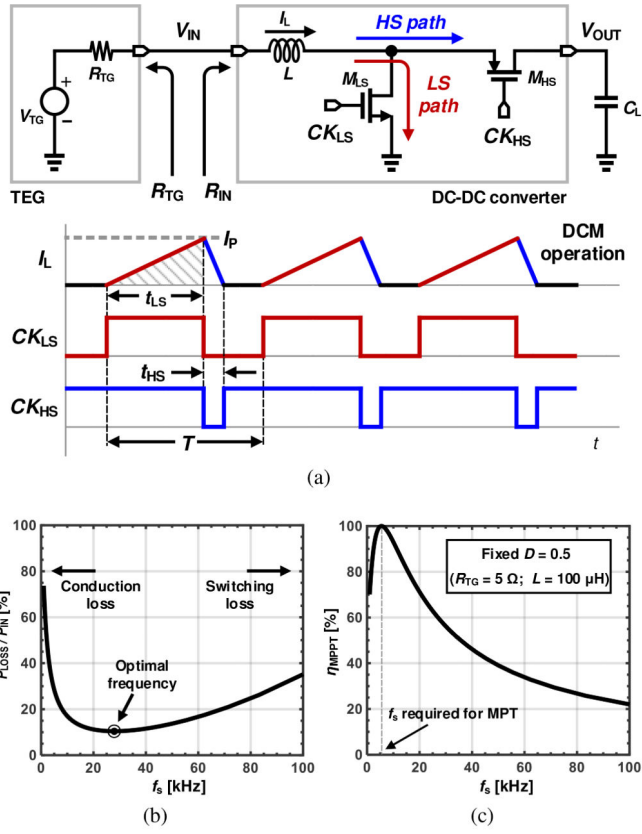 V_IN
I_L
HS path
V_OUT
R_TG
L
M_LS
LS path
M_HS
V_TG
+
−
CK_LS
CK_HS
C_L
TEG
R_TG
R_IN
DC-DC converter
I_L
I_P
DCM operation
t_LS
CK_LS
t_HS
CK_HS
T
t
(a)
P_LOSS / P_IN [%]
100
80
60
40
20
0
Conduction loss
Switching loss
Optimal frequency
0 20 40 60 80 100
f_s [kHz]
(b)
η_MPPT [%]
100
80
60
40
20
0
Fixed D = 0.5
(R_TG = 5 Ω; L = 100 μH)
f_s required for MPT
0 20 40 60 80 100
f_s [kHz]
(c)